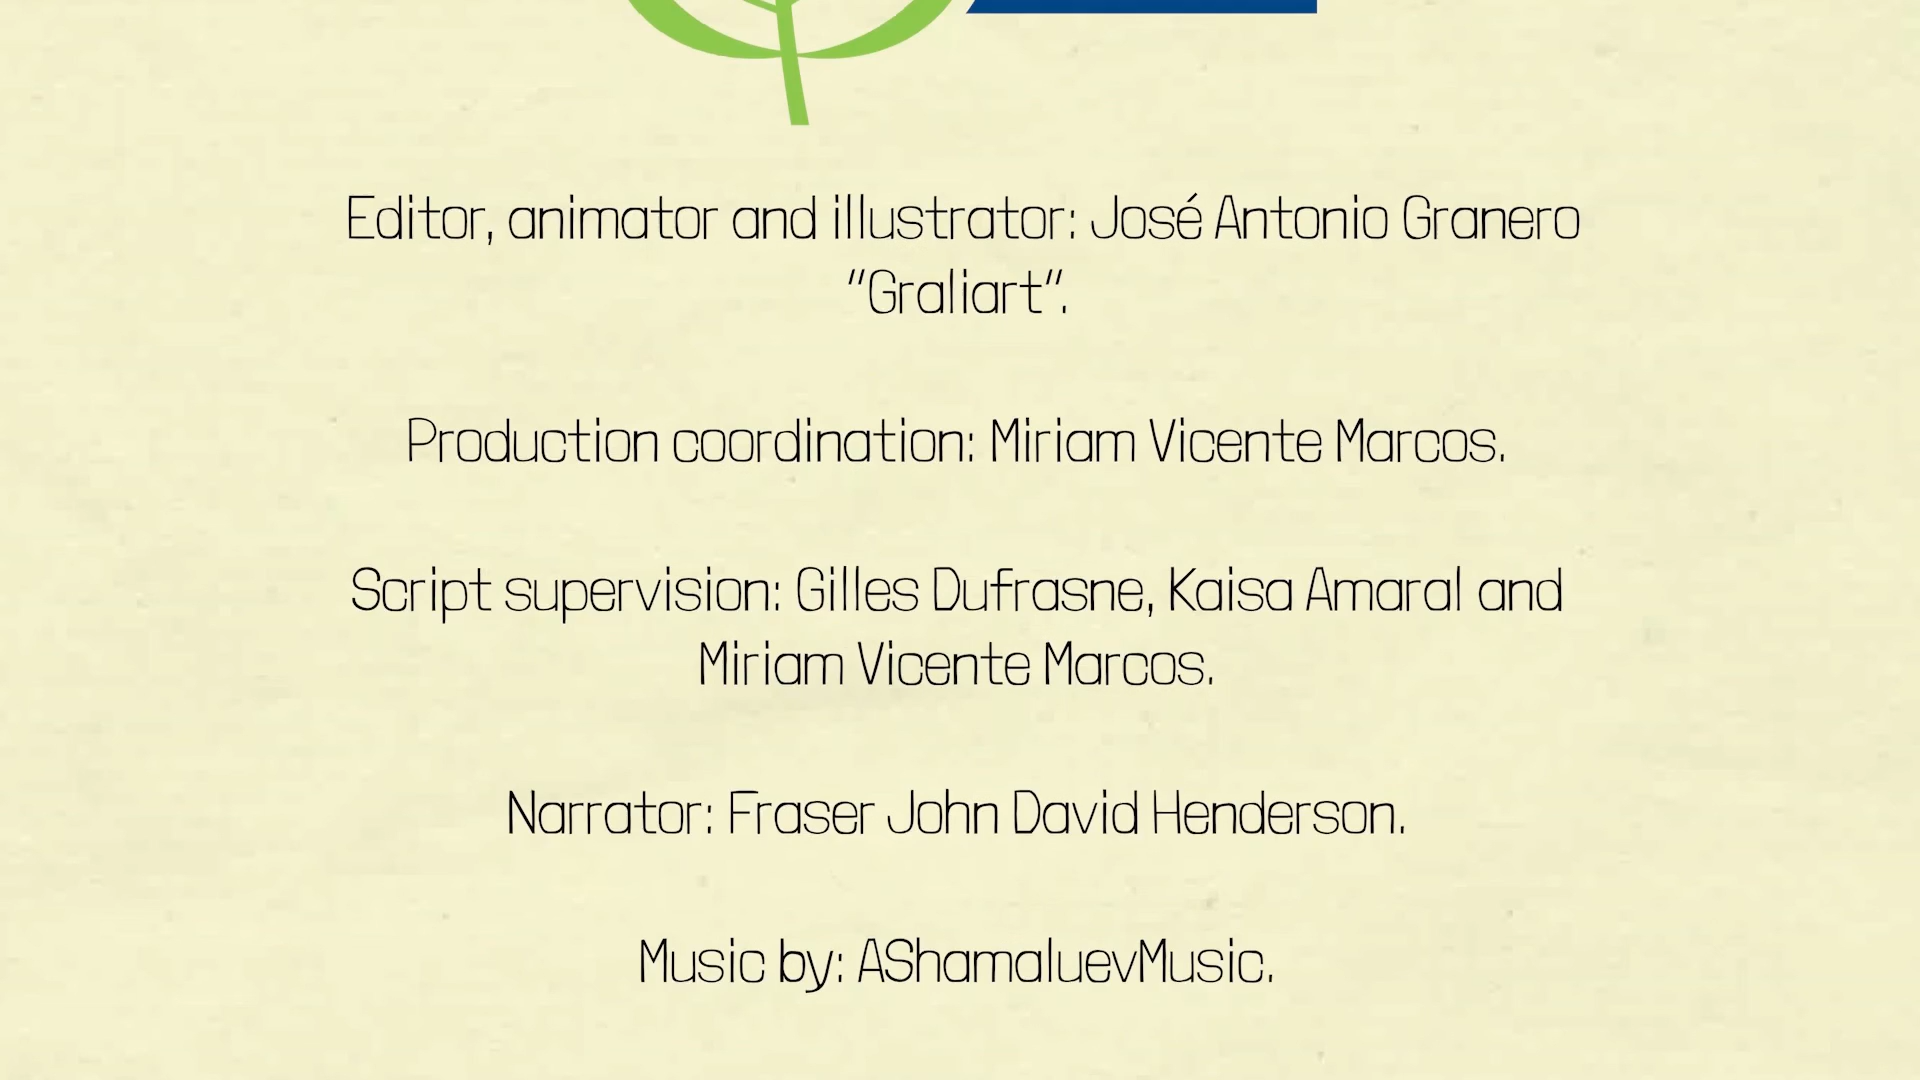 Editor, animator and illustrator: José Antonio Granero
"Graliart".
Production coordination: Miriam Vicente Marcos.
Script supervision: Gilles Dufrasne, Kaisa Amaral and
Miriam Vicente Marcos.
Narrator: Fraser John David Henderson.
Music by: AShamaluevMusic.